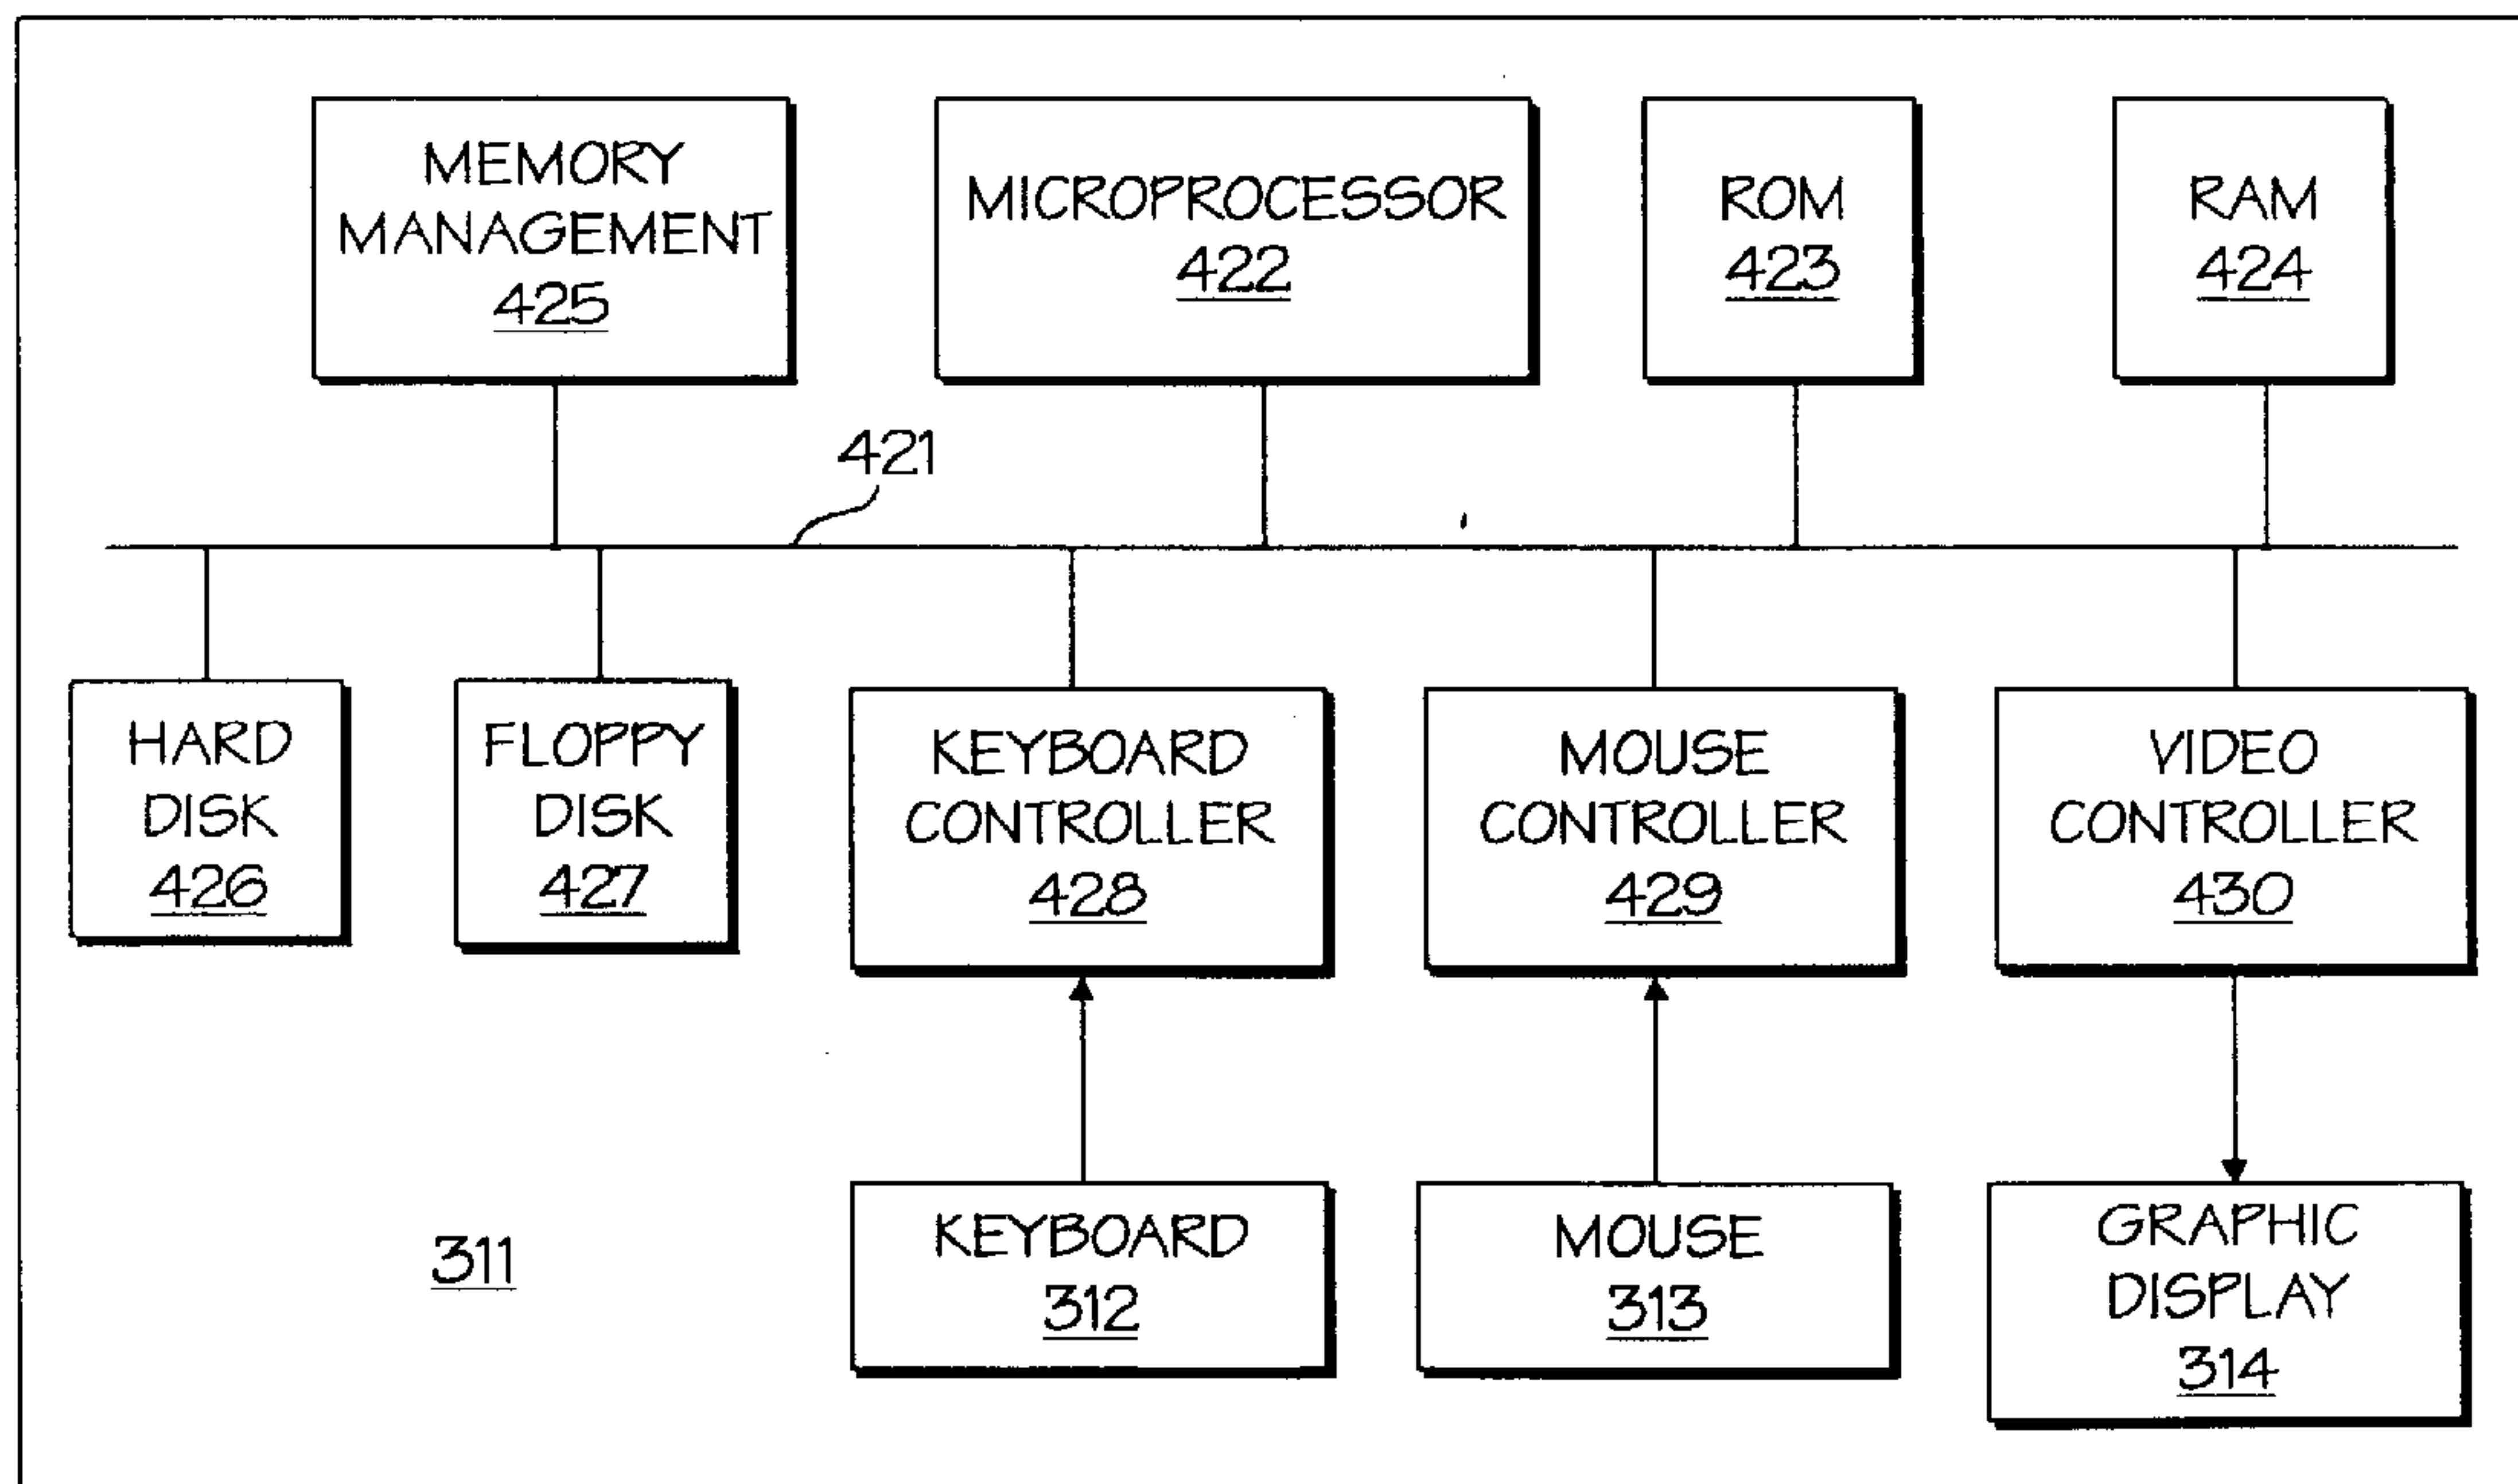 MEMORY
MANAGEMENT
425
MICROPROCESSOR
422
ROM
423
RAM
424
421
HARD
DISK
426
FLOPPY
DISK
427
KEYBOARD
CONTROLLER
428
MOUSE
CONTROLLER
429
VIDEO
CONTROLLER
430
311
KEYBOARD
312
MOUSE
313
GRAPHIC
DISPLAY
314